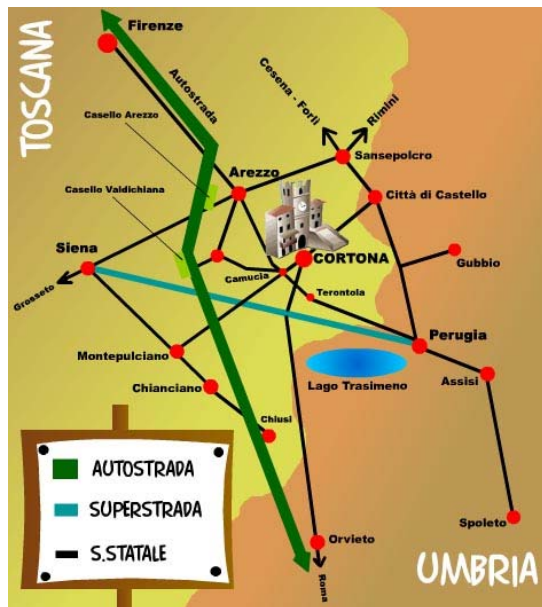 TOSCANA
Firenze
Autostrada
Cesena - Forlì
Rimini
Casello Arezzo
Sansepolcro
Arezzo
Casello Valdichiana
Città di Castello
Siena
CORTONA
Gubbio
Camucia
Grosseto
Terontola
Perugia
Montepulciano
Lago Trasimeno
Assisi
Chianciano
Chiusi
AUTOSTRADA
SUPERSTRADA
S.STATALE
Spoleto
Orvieto
Roma
UMBRIA